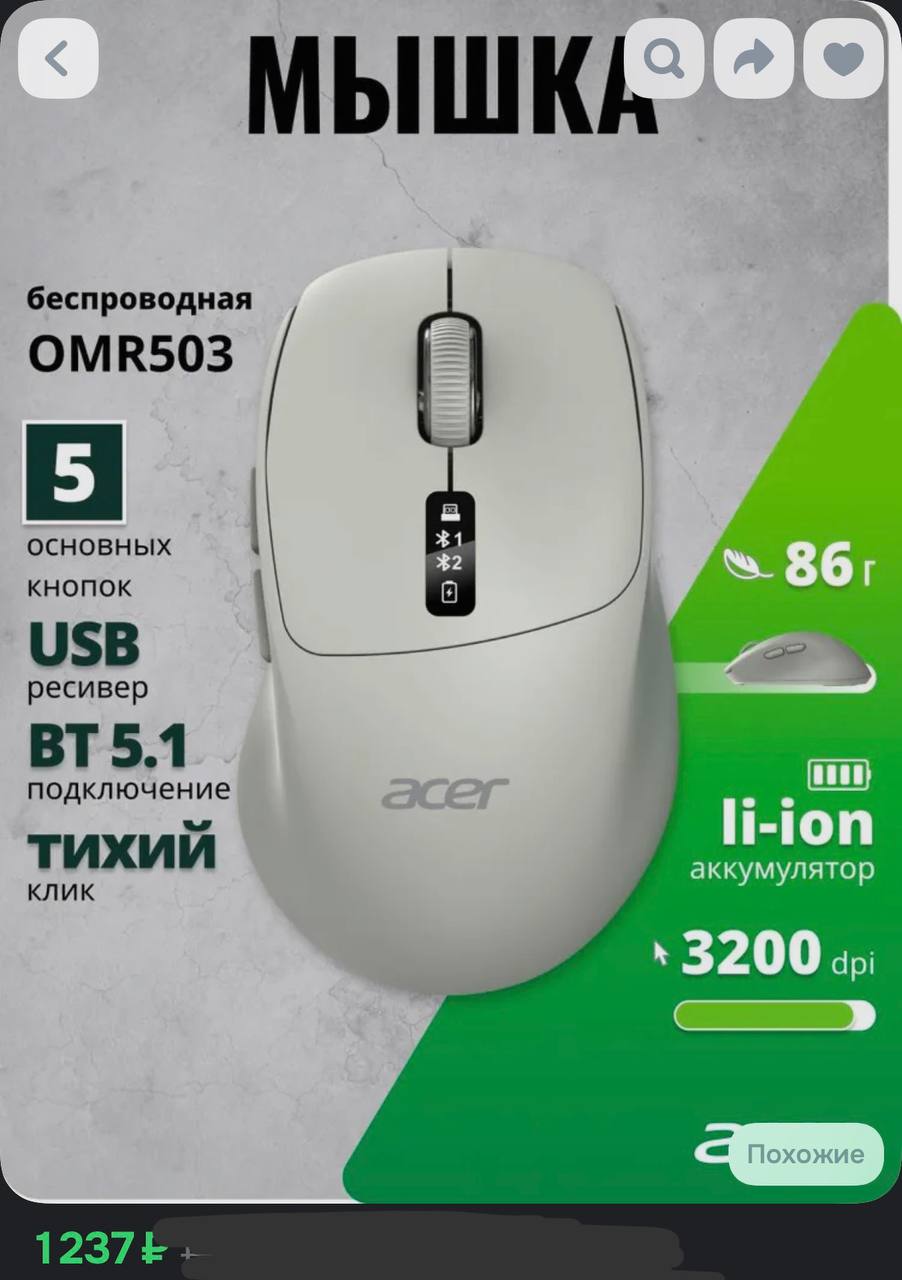 МЫШКА
беспроводная
OMR503
5
основных
кнопок
USB
ресивер
BT 5.1
подключение
тихий
клик
1
2
acer
86 г
li-ion
аккумулятор
3200 dpi
Похожие
1237 ₽